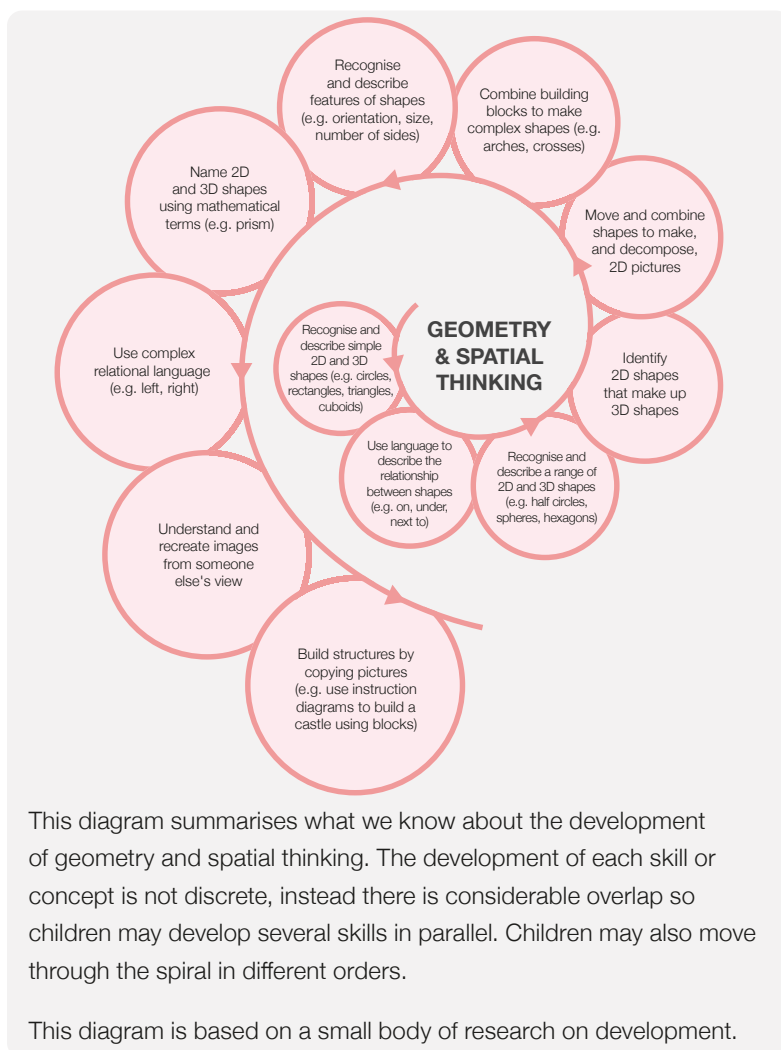 GEOMETRY
& SPATIAL
THINKING
Recognise and
describe simple
2D and 3D
shapes (e.g. circles,
rectangles, triangles,
cuboids)
Use language to
describe the
relationship
between shapes
(e.g. on, under,
next to)
Recognise and
describe a range of
2D and 3D shapes
(e.g. half circles,
spheres, hexagons)
Identify
2D shapes
that make up
3D shapes
Move and combine
shapes to make,
and decompose,
2D pictures
Combine building
blocks to make
complex shapes (e.g.
arches, crosses)
Recognise
and describe
features of shapes
(e.g. orientation, size,
number of sides)
Name 2D
and 3D shapes
using mathematical
terms (e.g. prism)
Use complex
relational language
(e.g. left, right)
Understand and
recreate images
from someone
else's view
Build structures by
copying pictures
(e.g. use instruction
diagrams to build a
castle using blocks)
This diagram summarises what we know about the development
of geometry and spatial thinking. The development of each skill or
concept is not discrete, instead there is considerable overlap so
children may develop several skills in parallel. Children may also move
through the spiral in different orders.
This diagram is based on a small body of research on development.